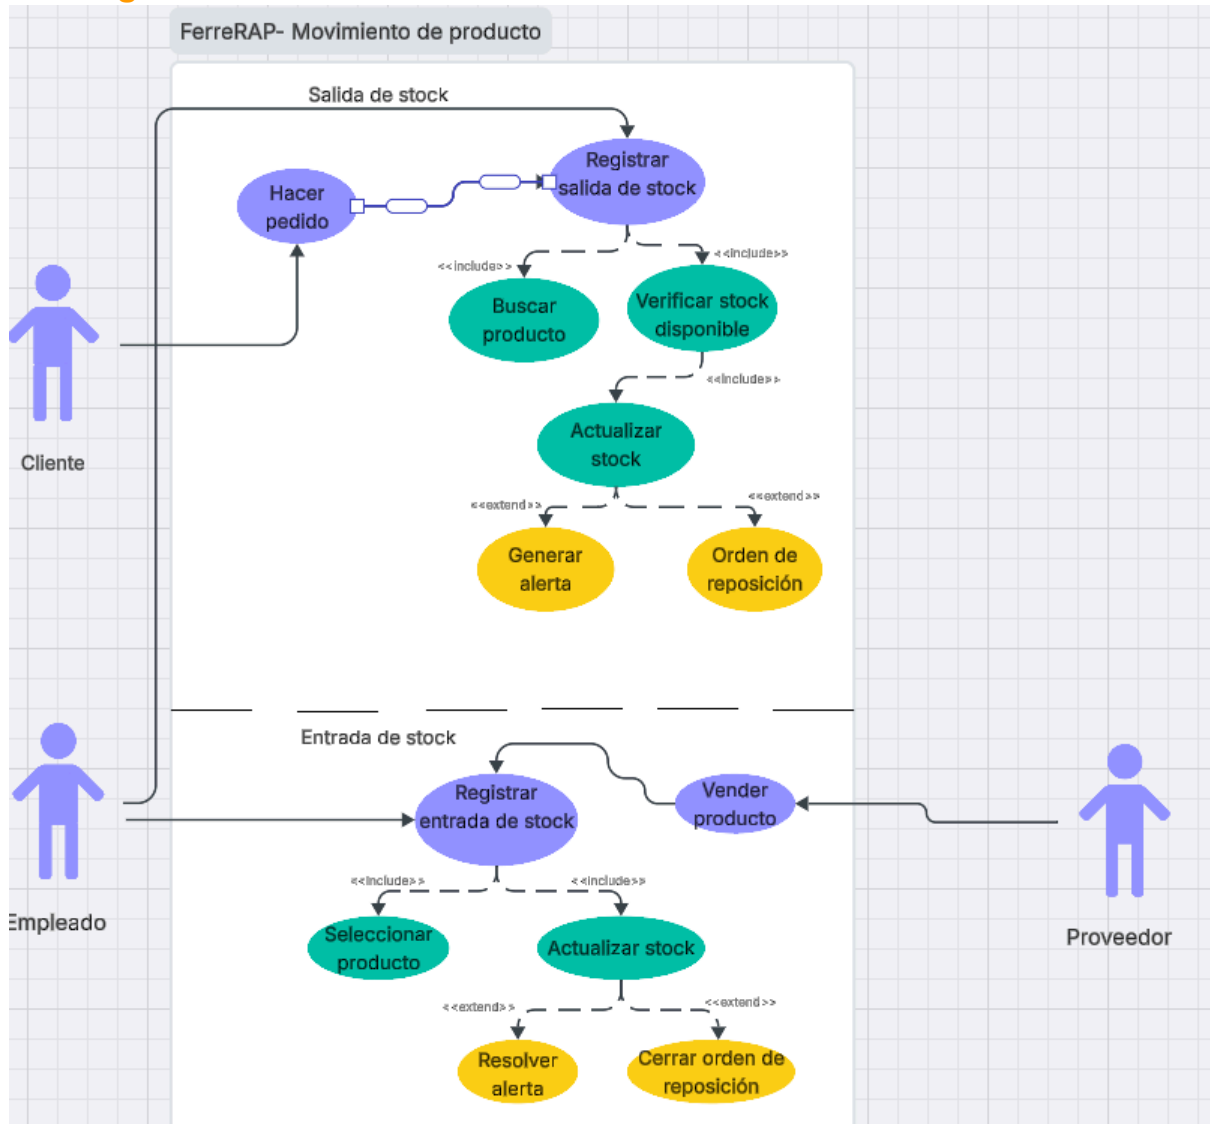 FerreRAP- Movimiento de producto
Salida de stock
Registrar
salida de stock
Hacer
pedido
<<include>>
<<include>>
Buscar
producto
Verificar stock
disponible
<<include>>
Actualizar
stock
Cliente
<<extend>>
<<extend>>
Generar
alerta
Orden de
reposición
Entrada de stock
Registrar
entrada de stock
Vender
producto
<<include>>
<<include>>
Empleado
Seleccionar
producto
Actualizar stock
Proveedor
<<extend>>
<<extend>>
Resolver
alerta
Cerrar orden de
reposición